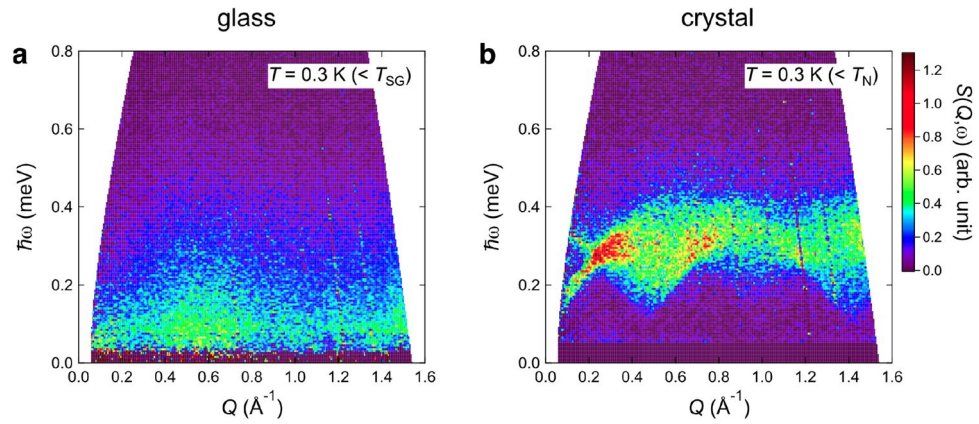 glass
crystal
a
b
T = 0.3 K (< T_SG)
T = 0.3 K (< T_N)
0.8
0.6
0.4
0.2
0.0
ħω (meV)
0.0 0.2 0.4 0.6 0.8 1.0 1.2 1.4 1.6
Q (Å⁻¹)
0.8
0.6
0.4
0.2
0.0
ħω (meV)
0.0 0.2 0.4 0.6 0.8 1.0 1.2 1.4 1.6
Q (Å⁻¹)
1.2
1.0
0.8
0.6
0.4
0.2
0.0
S(Q,ω) (arb. unit)